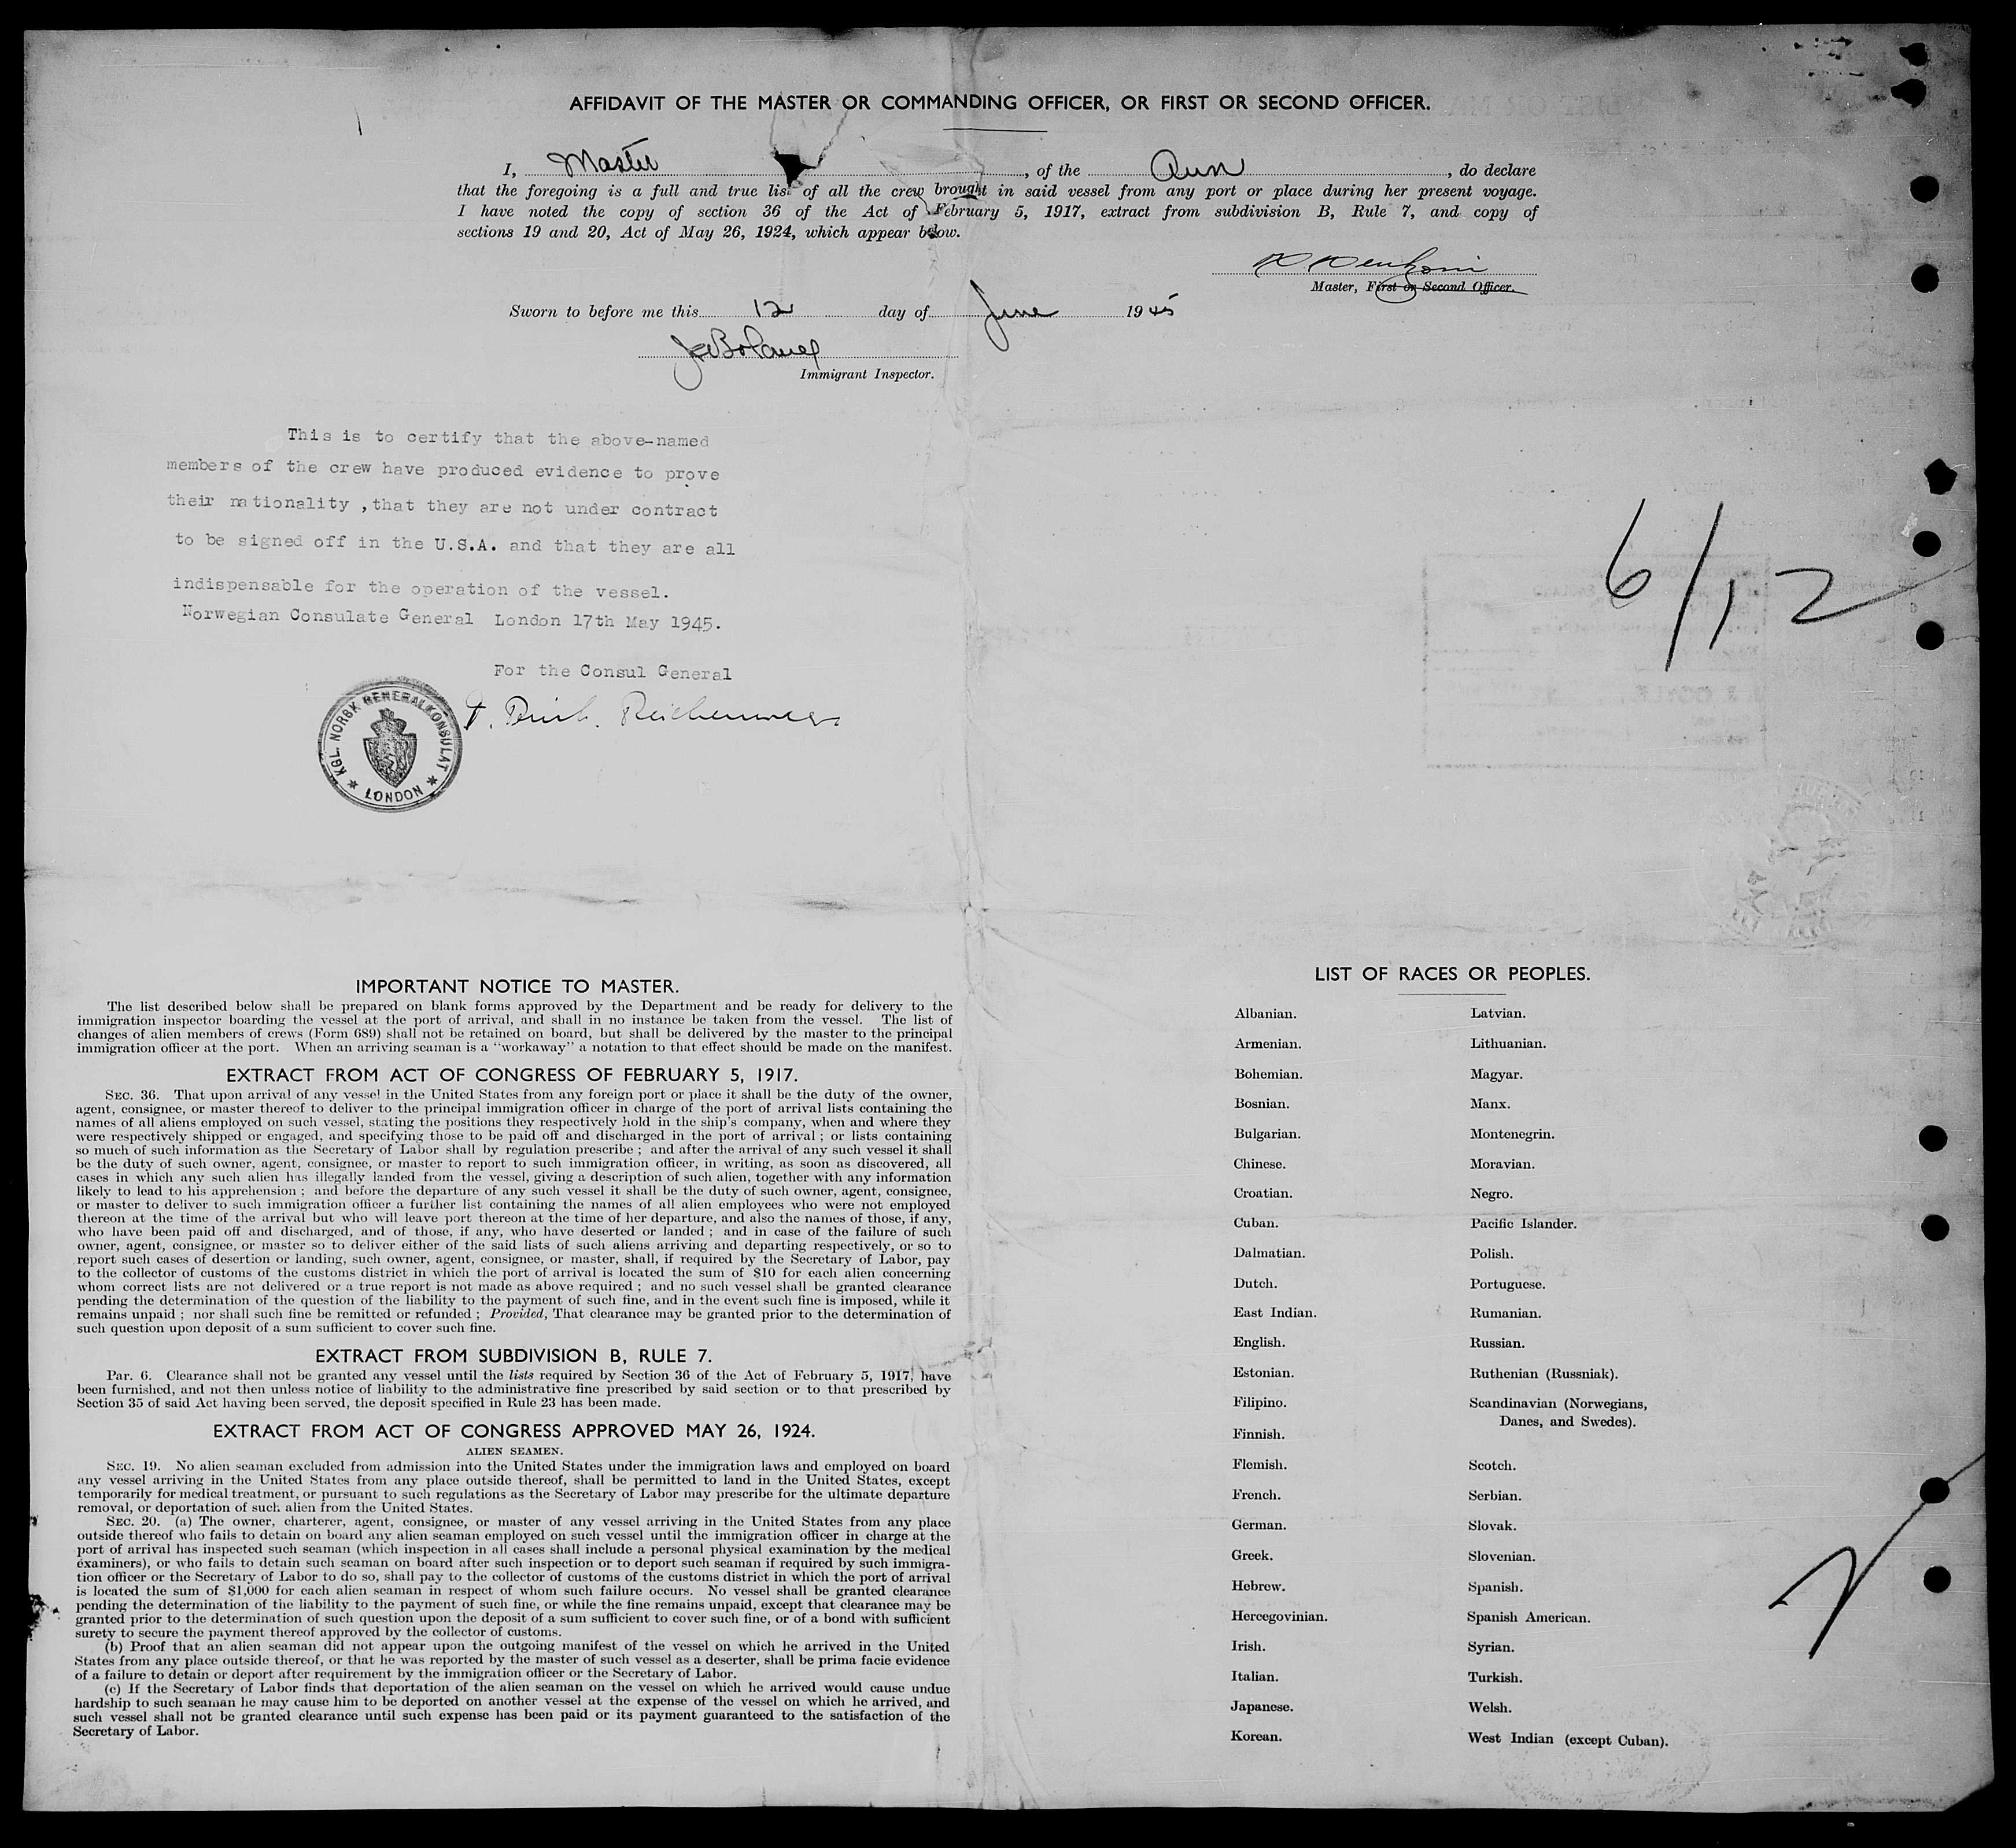 AFFIDAVIT OF THE MASTER OR COMMANDING OFFICER, OR FIRST OR SECOND OFFICER.
I, Master, of the, do declare
that the foregoing is a full and true list of all the crew brought in said vessel from any port or place during her present voyage.
I have noted the copy of section 36 of the Act of February 5, 1917, extract from subdivision B, Rule 7, and copy of
sections 19 and 20, Act of May 26, 1924, which appear below.
Master, First or Second Officer.
Sworn to before me this 12 day of June 1945
Immigrant Inspector.
This is to certify that the above-named
members of the crew have produced evidence to prove
their nationality ,that they are not under contract
to be signed off in the U.S.A. and that they are all
indispensable for the operation of the vessel.
Norwegian Consulate General London 17th May 1945.
For the Consul General
KGL. NORSK GENERALKONSULAT
* LONDON *
6/12
IMPORTANT NOTICE TO MASTER.
The list described below shall be prepared on blank forms approved by the Department and be ready for delivery to the
immigration inspector boarding the vessel at the port of arrival, and shall in no instance be taken from the vessel. The list of
changes of alien members of crews (Form 689) shall not be retained on board, but shall be delivered by the master to the principal
immigration officer at the port. When an arriving seaman is a "workaway" a notation to that effect should be made on the manifest.
EXTRACT FROM ACT OF CONGRESS OF FEBRUARY 5, 1917.
SEC. 36. That upon arrival of any vessel in the United States from any foreign port or place it shall be the duty of the owner,
agent, consignee, or master thereof to deliver to the principal immigration officer in charge of the port of arrival lists containing the
names of all aliens employed on such vessel, stating the positions they respectively hold in the ship's company, when and where they
were respectively shipped or engaged, and specifying those to be paid off and discharged in the port of arrival ; or lists containing
so much of such information as the Secretary of Labor shall by regulation prescribe ; and after the arrival of any such vessel it shall
be the duty of such owner, agent, consignee, or master to report to such immigration officer, in writing, as soon as discovered, all
cases in which any such alien has illegally landed from the vessel, giving a description of such alien, together with any information
likely to lead to his apprehension ; and before the departure of any such vessel it shall be the duty of such owner, agent, consignee,
or master to deliver to such immigration officer a further list containing the names of all alien employees who were not employed
thereon at the time of the arrival but who will leave port thereon at the time of her departure, and also the names of those, if any,
who have been paid off and discharged, and of those, if any, who have deserted or landed ; and in case of the failure of such
owner, agent, consignee, or master so to deliver either of the said lists of such aliens arriving and departing respectively, or so to
report such cases of desertion or landing, such owner, agent, consignee, or master, shall, if required by the Secretary of Labor, pay
to the collector of customs of the customs district in which the port of arrival is located the sum of $10 for each alien concerning
whom correct lists are not delivered or a true report is not made as above required ; and no such vessel shall be granted clearance
pending the determination of the question of the liability to the payment of such fine, and in the event such fine is imposed, while it
remains unpaid ; nor shall such fine be remitted or refunded ; Provided, That clearance may be granted prior to the determination of
such question upon deposit of a sum sufficient to cover such fine.
EXTRACT FROM SUBDIVISION B, RULE 7.
Par. 6. Clearance shall not be granted any vessel until the lists required by Section 36 of the Act of February 5, 1917, have
been furnished, and not then unless notice of liability to the administrative fine prescribed by said section or to that prescribed by
Section 35 of said Act having been served, the deposit specified in Rule 23 has been made.
EXTRACT FROM ACT OF CONGRESS APPROVED MAY 26, 1924.
ALIEN SEAMEN.
SEC. 19. No alien seaman excluded from admission into the United States under the immigration laws and employed on board
any vessel arriving in the United States from any place outside thereof, shall be permitted to land in the United States, except
temporarily for medical treatment, or pursuant to such regulations as the Secretary of Labor may prescribe for the ultimate departure
removal, or deportation of such alien from the United States.
SEC. 20. (a) The owner, charterer, agent, consignee, or master of any vessel arriving in the United States from any place
outside thereof who fails to detain on board any alien seaman employed on such vessel until the immigration officer in charge at the
port of arrival has inspected such seaman (which inspection in all cases shall include a personal physical examination by the medical
examiners), or who fails to detain such seaman on board after such inspection or to deport such seaman if required by such immigra-
tion officer or the Secretary of Labor to do so, shall pay to the collector of customs of the customs district in which the port of arrival
is located the sum of $1,000 for each alien seaman in respect of whom such failure occurs. No vessel shall be granted clearance
pending the determination of the liability to the payment of such fine, or while the fine remains unpaid, except that clearance may be
granted prior to the determination of such question upon the deposit of a sum sufficient to cover such fine, or of a bond with sufficient
surety to secure the payment thereof approved by the collector of customs.
(b) Proof that an alien seaman did not appear upon the outgoing manifest of the vessel on which he arrived in the United
States from any place outside thereof, or that he was reported by the master of such vessel as a deserter, shall be prima facie evidence
of a failure to detain or deport after requirement by the immigration officer or the Secretary of Labor.
(c) If the Secretary of Labor finds that deportation of the alien seaman on the vessel on which he arrived would cause undue
hardship to such seaman he may cause him to be deported on another vessel at the expense of the vessel on which he arrived, and
such vessel shall not be granted clearance until such expense has been paid or its payment guaranteed to the satisfaction of the
Secretary of Labor.
LIST OF RACES OR PEOPLES.
Albanian.
Armenian.
Bohemian.
Bosnian.
Bulgarian.
Chinese.
Croatian.
Cuban.
Dalmatian.
Dutch.
East Indian.
English.
Estonian.
Filipino.
Finnish.
Flemish.
French.
German.
Greek.
Hebrew.
Hercegovinian.
Irish.
Italian.
Japanese.
Korean.
Latvian.
Lithuanian.
Magyar.
Manx.
Montenegrin.
Moravian.
Negro.
Pacific Islander.
Polish.
Portuguese.
Rumanian.
Russian.
Ruthenian (Russniak).
Scandinavian (Norwegians,
Danes, and Swedes).
Scotch.
Serbian.
Slovak.
Slovenian.
Spanish.
Spanish American.
Syrian.
Turkish.
Welsh.
West Indian (except Cuban).